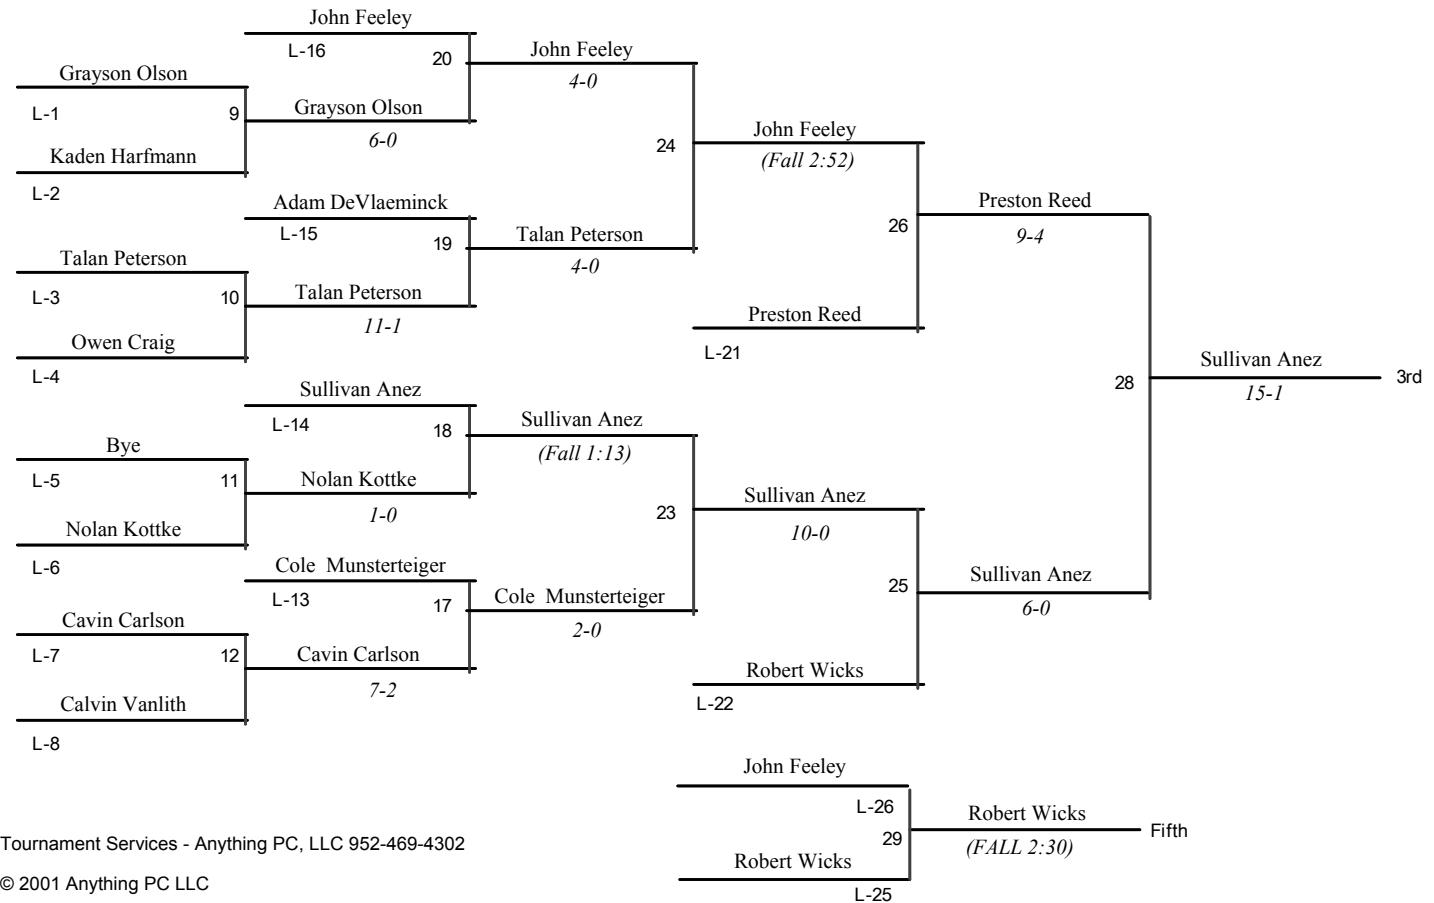 John Feeley
L-16
20
John Feeley
4-0
Grayson Olson
L-1
9
Grayson Olson
6-0
Kaden Harfmann
L-2
24
John Feeley
(Fall 2:52)
Adam DeVlaeminck
L-15
19
Talan Peterson
4-0
Talan Peterson
L-3
10
Talan Peterson
11-1
Owen Craig
L-4
26
Preston Reed
9-4
Preston Reed
L-21
Sullivan Anez
L-14
18
Sullivan Anez
(Fall 1:13)
Bye
L-5
11
Nolan Kottke
1-0
Nolan Kottke
L-6
23
Sullivan Anez
10-0
Cole  Munsterteiger
L-13
17
Cole  Munsterteiger
2-0
Cavin Carlson
L-7
12
Cavin Carlson
7-2
Calvin Vanlith
L-8
25
Sullivan Anez
6-0
Robert Wicks
L-22
28
Sullivan Anez
15-1
3rd
John Feeley
L-26
29
Robert Wicks
(FALL 2:30)
Fifth
Robert Wicks
L-25
Tournament Services - Anything PC, LLC 952-469-4302
© 2001 Anything PC LLC